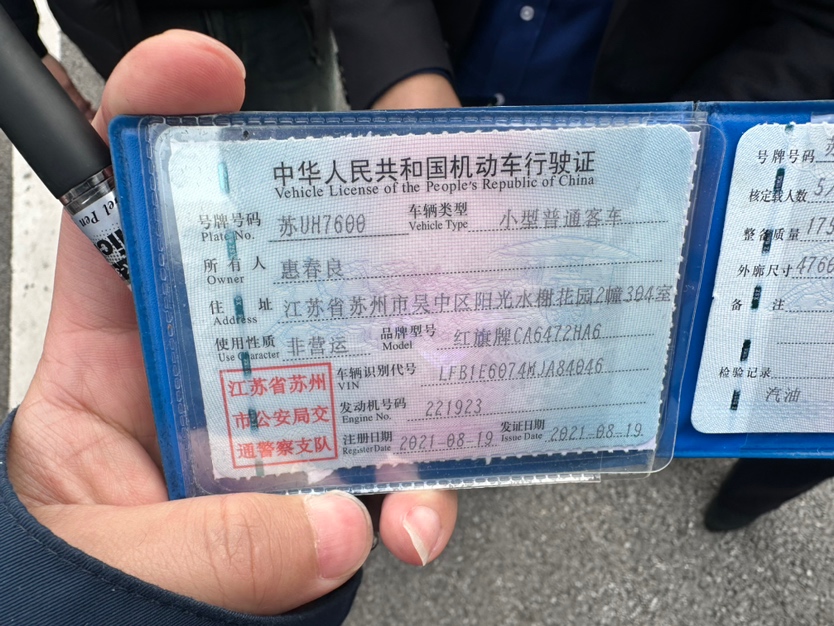 中华人民共和国机动车行驶证
Vehicle License of the People's Republic of China
号牌号码 苏UH7600 车辆类型 小型普通客车
Plate No. Vehicle Type
所有人 惠春良
Owner
住址 江苏省苏州市吴中区阳光水榭花园2幢304室
Address
使用性质 非营运 品牌型号 红旗牌CA6472HA6
Use Character Model
江苏省苏州
市公安局交
通警察支队
车辆识别代号 LFB1E6074MJA84046
VIN
发动机号码 221923
Engine No.
注册日期 2021-08-19 发证日期 2021-08-19
Register Date Issue Date
号牌号码
核定载人数
整备质量
外廓尺寸
备注
检验记录
汽油